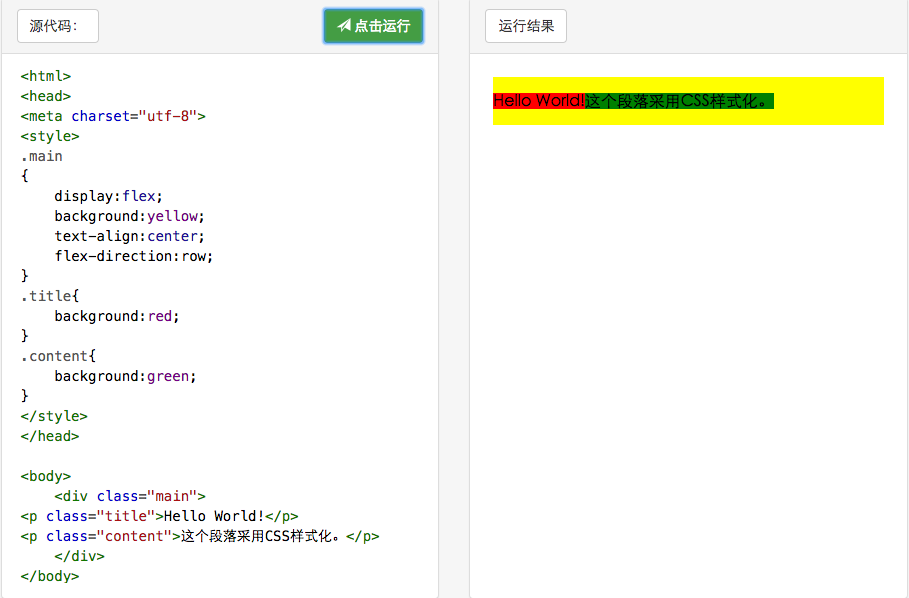 源代码：
点击运行
<html>
<head>
<meta charset="utf-8">
<style>
.main
{
    display:flex;
    background:yellow;
    text-align:center;
    flex-direction:row;
}
.title{
    background:red;
}
.content{
    background:green;
}
</style>
</head>

<body>
    <div class="main">
<p class="title">Hello World!</p>
<p class="content">这个段落采用CSS样式化。</p>
    </div>
</body>
运行结果
Hello World!这个段落采用CSS样式化。